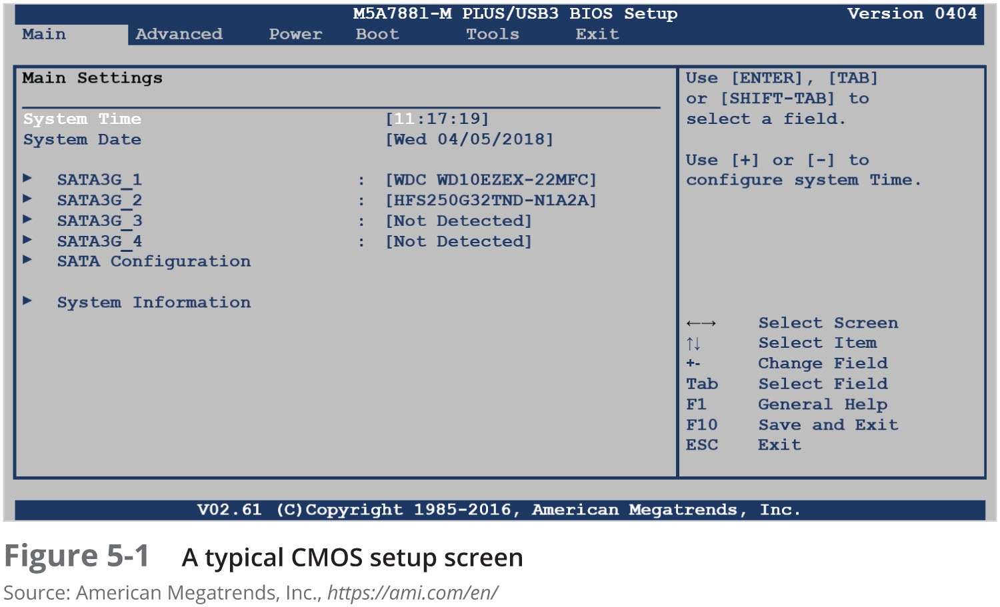 M5A788l-M PLUS/USB3 BIOS Setup Version 0404
Main Advanced Power Boot Tools Exit
Main Settings
System Time [11:17:19]
System Date [Wed 04/05/2018]
▶ SATA3G_1 : [WDC WD10EZEX-22MFC]
▶ SATA3G_2 : [HFS250G32TND-N1A2A]
▶ SATA3G_3 : [Not Detected]
▶ SATA3G_4 : [Not Detected]
▶ SATA Configuration
▶ System Information
Use [ENTER], [TAB]
or [SHIFT-TAB] to
select a field.
Use [+] or [-] to
configure system Time.
←→ Select Screen
↑↓ Select Item
+- Change Field
Tab Select Field
F1 General Help
F10 Save and Exit
ESC Exit
V02.61 (C)Copyright 1985-2016, American Megatrends, Inc.
Figure 5-1 A typical CMOS setup screen
Source: American Megatrends, Inc., https://ami.com/en/